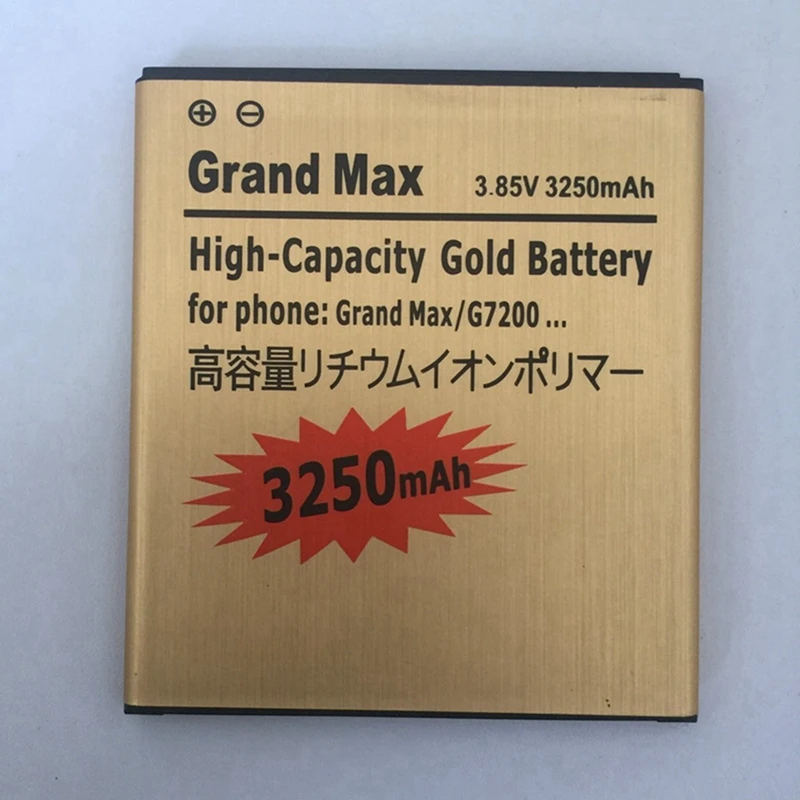 ⊕ ⊖
Grand Max 3.85V 3250mAh
High-Capacity Gold Battery
for phone: Grand Max/G7200 ...
高容量リチウムイオンポリマー
3250mAh